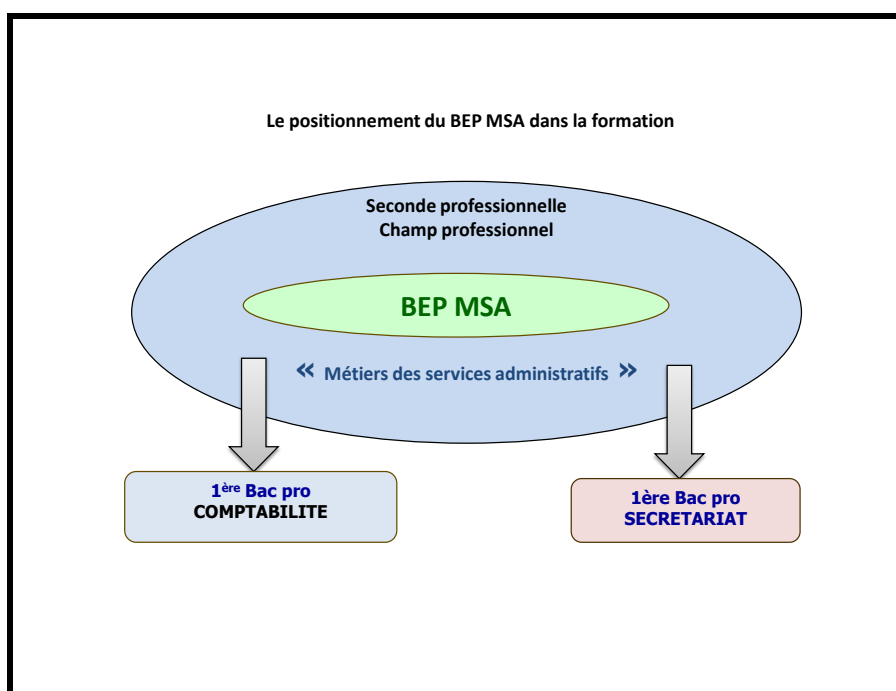 Le positionnement du BEP MSA dans la formation
Seconde professionnelle
Champ professionnel
BEP MSA
« Métiers des services administratifs »
1ère Bac pro
COMPTABILITE
1ère Bac pro
SECRETARIAT